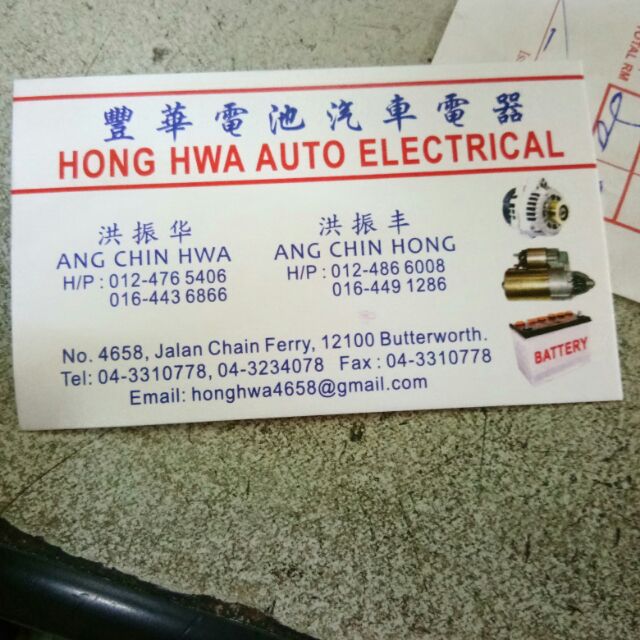 豐華電池汽車電器
HONG HWA AUTO ELECTRICAL
洪振华
ANG CHIN HWA
H/P : 012-476 5406
016-443 6866
洪振丰
ANG CHIN HONG
H/P : 012-486 6008
016-449 1286
No. 4658, Jalan Chain Ferry, 12100 Butterworth.
Tel: 04-3310778, 04-3234078 Fax : 04-3310778
Email: honghwa4658@gmail.com
BATTERY
TOTAL RM